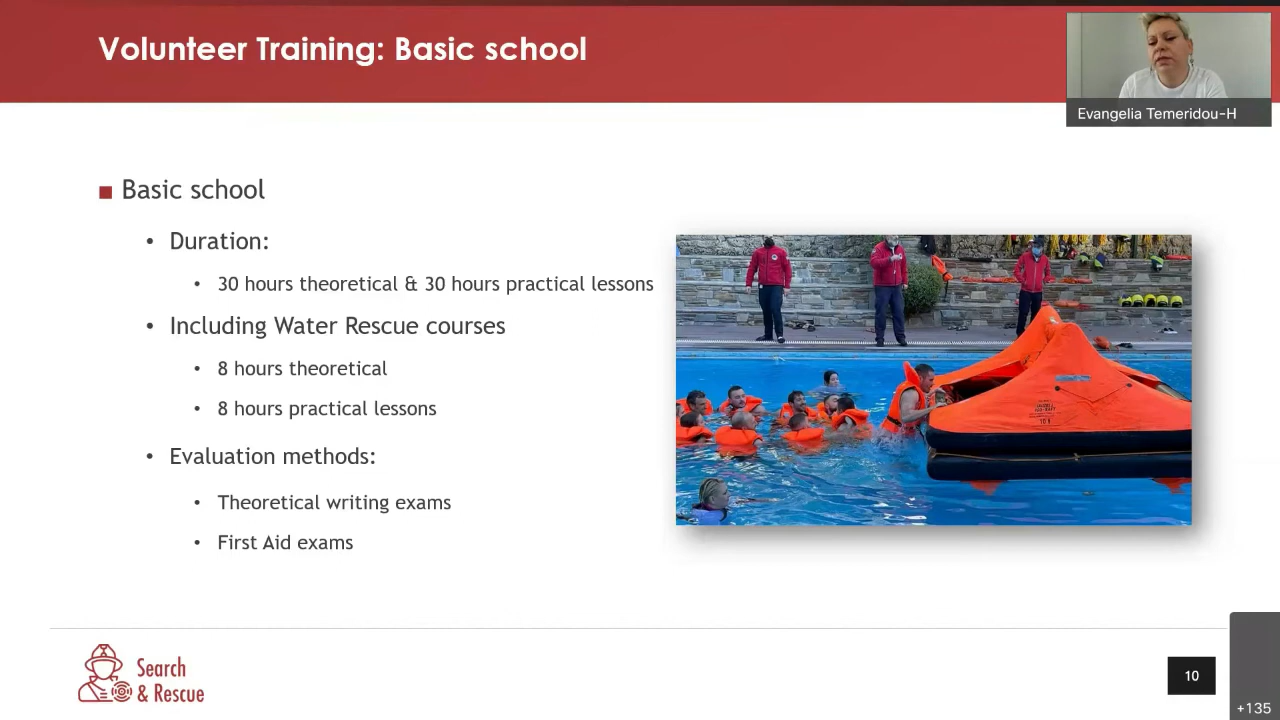 Volunteer Training: Basic school
Evangelia Temeridou-H
Basic school
Duration:
30 hours theoretical & 30 hours practical lessons
Including Water Rescue courses
8 hours theoretical
8 hours practical lessons
Evaluation methods:
Theoretical writing exams
First Aid exams
Search
& Rescue
10
+135